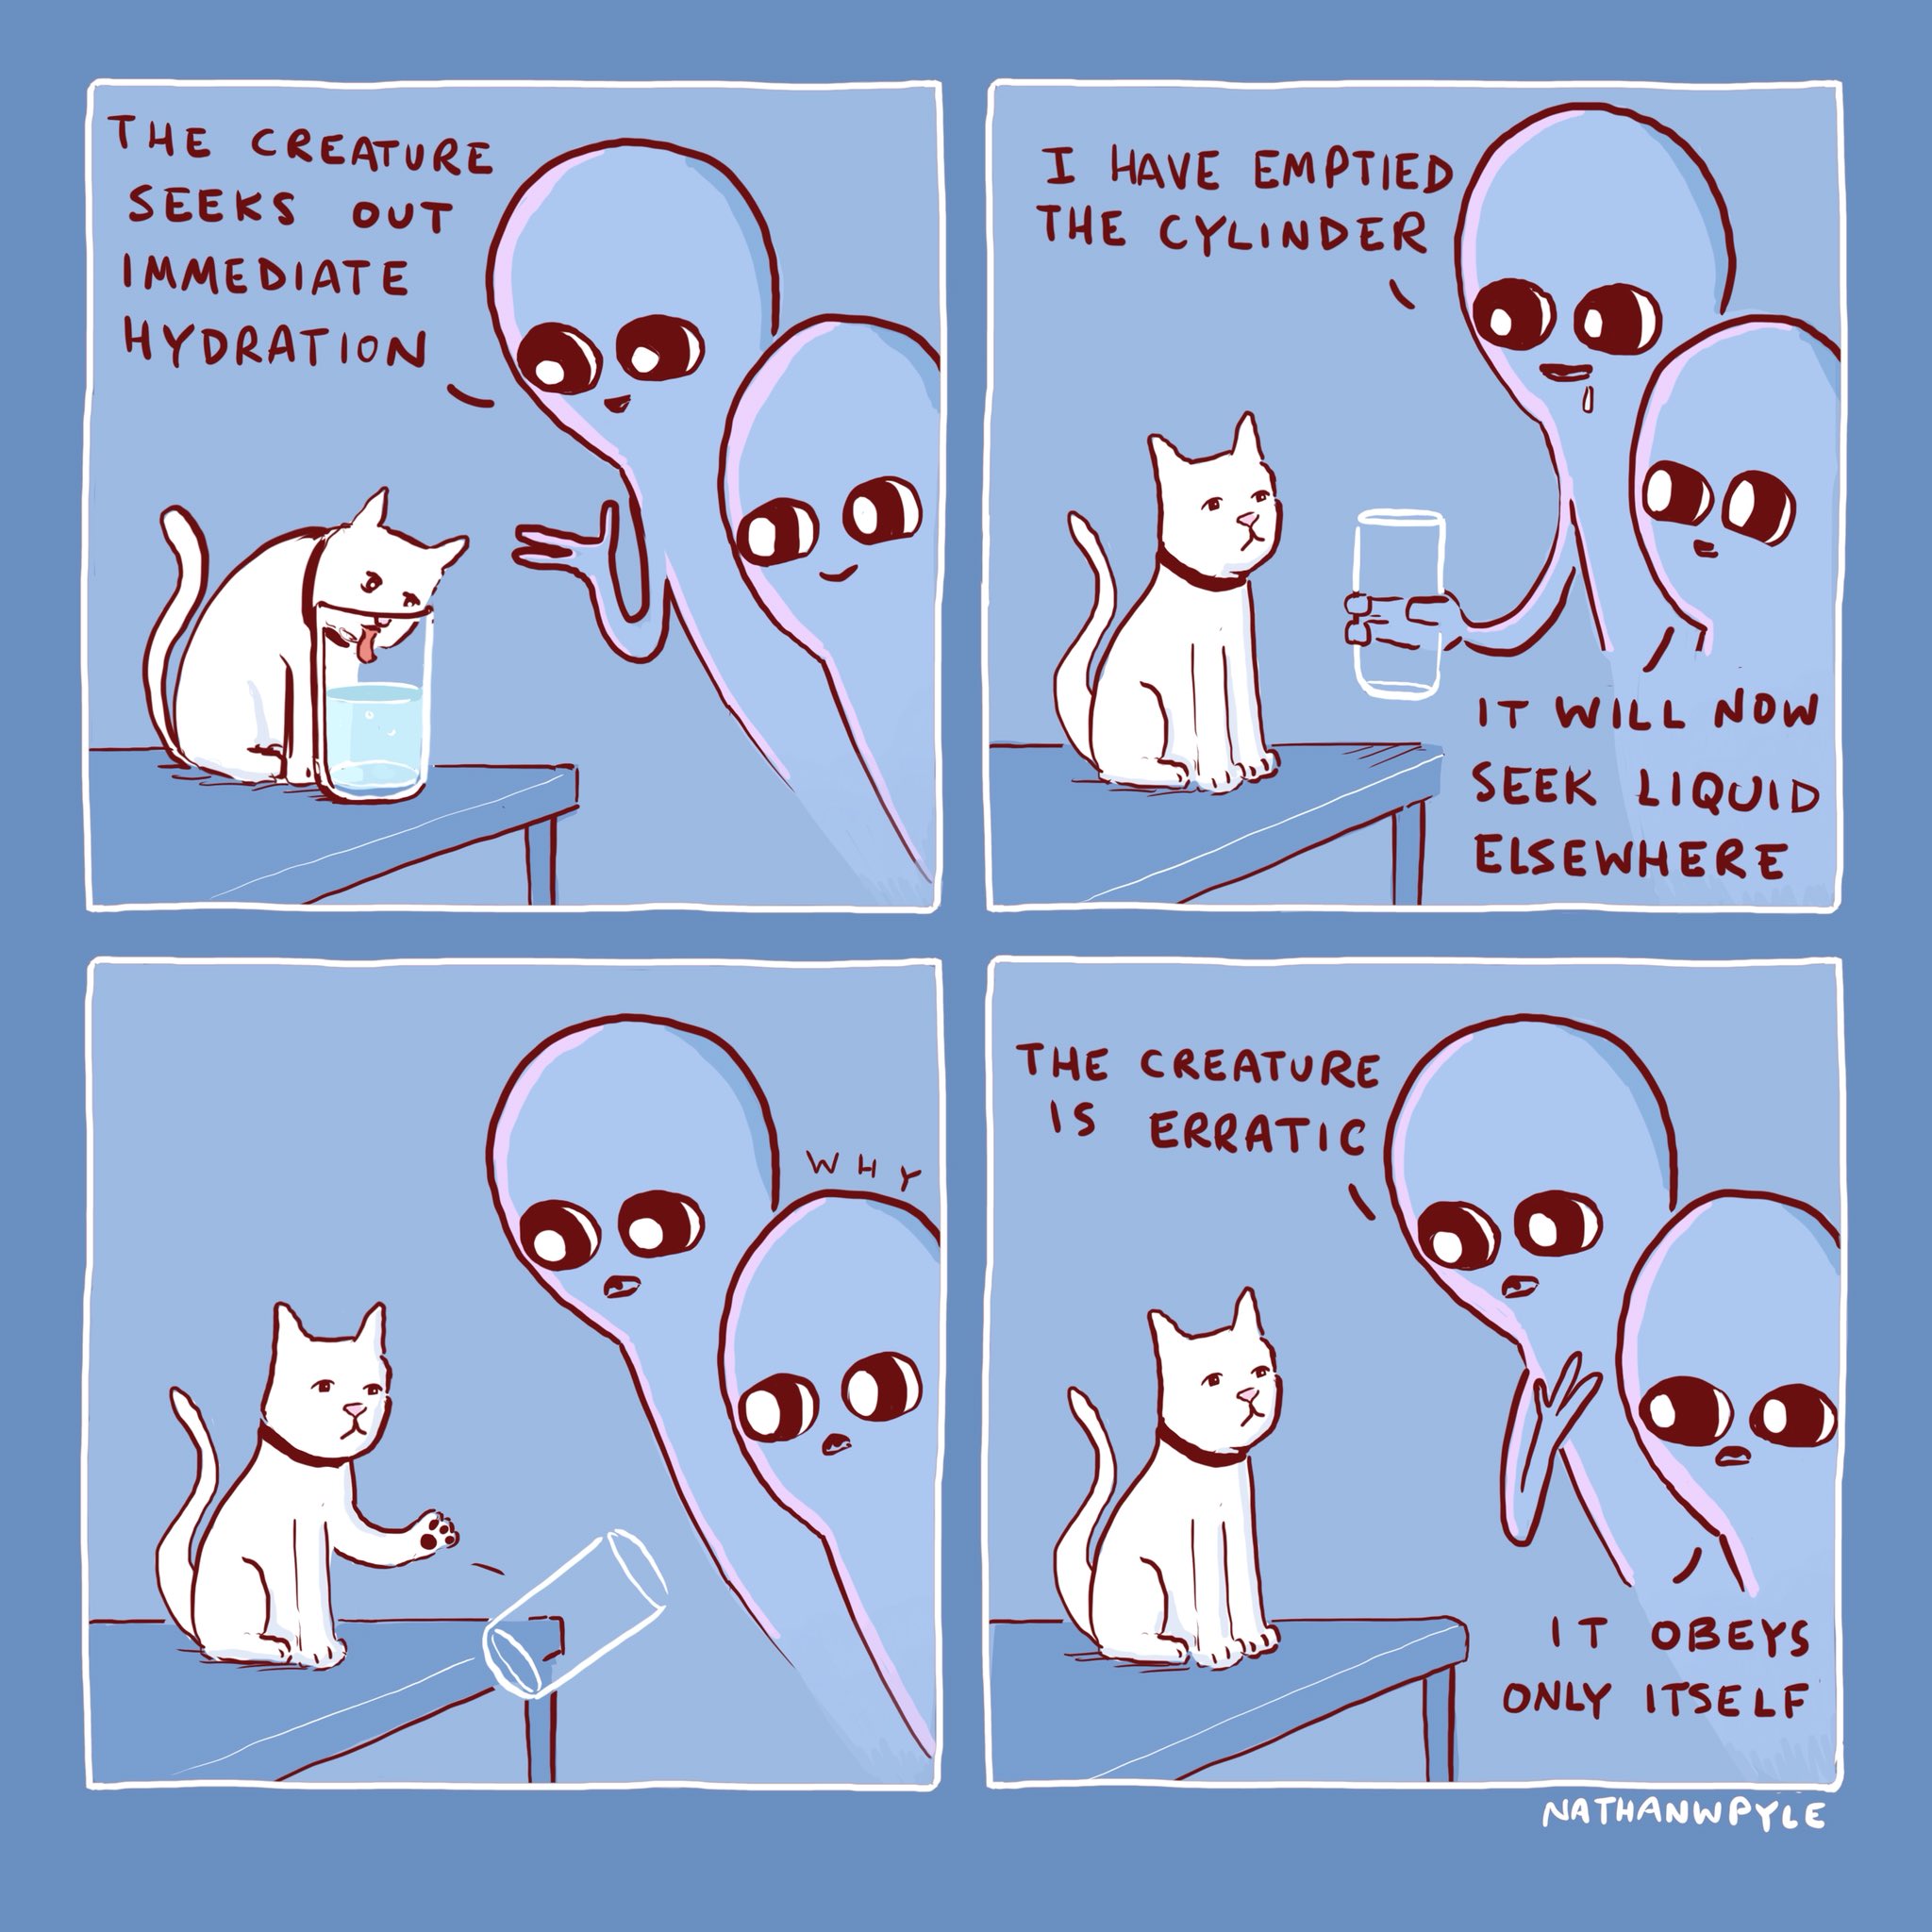 THE CREATURE
SEEKS OUT
IMMEDIATE
HYDRATION
I HAVE EMPTIED
THE CYLINDER
IT WILL NOW
SEEK LIQUID
ELSEWHERE
WHY
THE CREATURE
IS ERRATIC
IT OBEYS
ONLY ITSELF
NATHANWPYLE